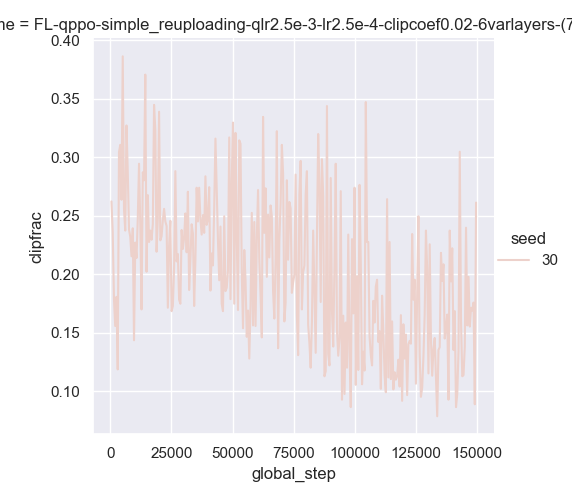 me = FL-qppo-simple_reuploading-qlr2.5e-3-lr2.5e-4-clipcoef0.02-6varlayers-(7
0.40
0.35
0.30
0.25
0.20
0.15
0.10
clipfrac
0 25000 50000 75000 100000 125000 150000
global_step
seed
30